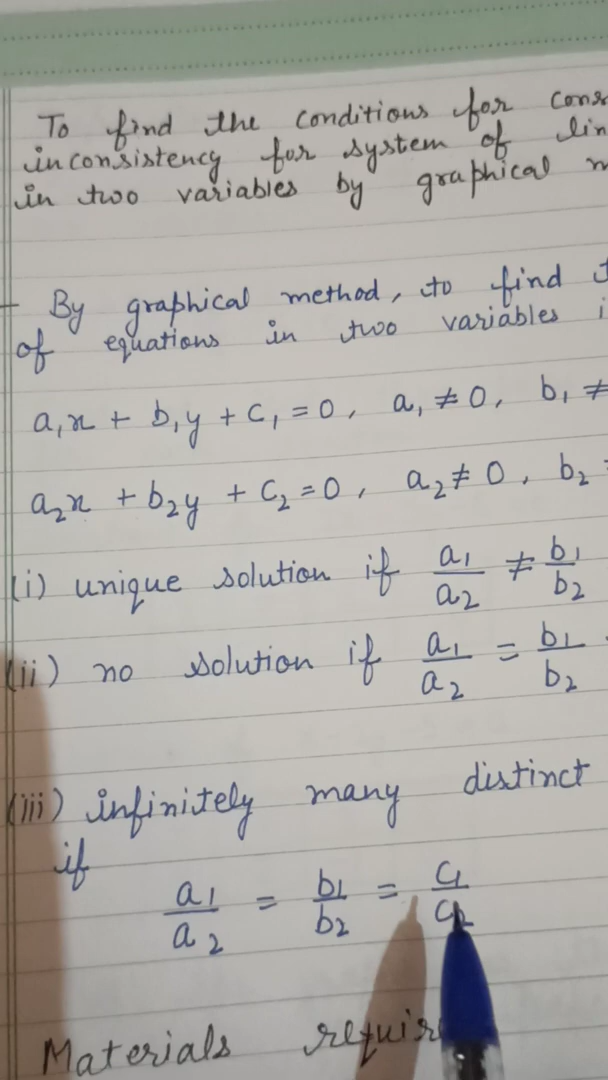 To find the conditions for
inconsistency for system of
in two variables by graphical
By graphical method, to find
of equations in two variables
a₁x + b₁y + c₁ = 0, a₁ ≠ 0, b₁ ≠
a₂x + b₂y + c₂ = 0, a₂ ≠ 0, b₂
(i) unique solution if a₁/a₂ ≠ b₁/b₂
(ii) no solution if a₁/a₂ = b₁/b₂
(iii) infinitely many distinct
if
a₁/a₂ = b₁/b₂ = c₁/c₂
Materials